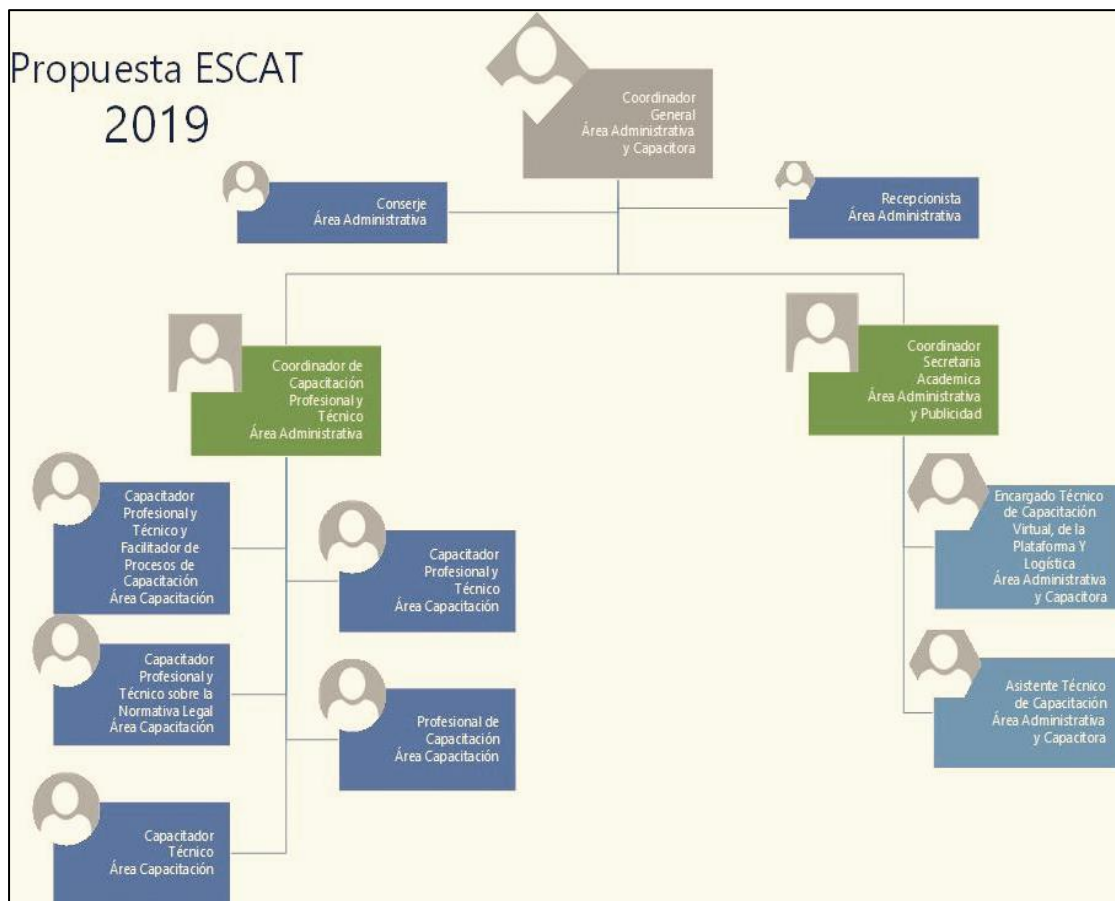 Propuesta ESCAT
2019
Coordinador
General
Área Administrativa
y Capacitora
Conserje
Área Administrativa
Recepcionista
Área Administrativa
Coordinador de
Capacitación
Profesional y
Técnico
Área Administrativa
Coordinador
Secretaria
Academica
Área Administrativa
y Publicidad
Capacitador
Profesional y
Técnico y
Facilitador de
Procesos de
Capacitación
Área Capacitación
Capacitador
Profesional y
Técnico
Área Capacitación
Encargado Técnico
de Capacitación
Virtual, de la
Plataforma Y
Logística
Área Administrativa
y Capacitora
Capacitador
Profesional y
Técnico sobre la
Normativa Legal
Área Capacitación
Profesional de
Capacitación
Área Capacitación
Asistente Técnico
de Capacitación
Área Administrativa
y Capacitora
Capacitador
Técnico
Área Capacitación